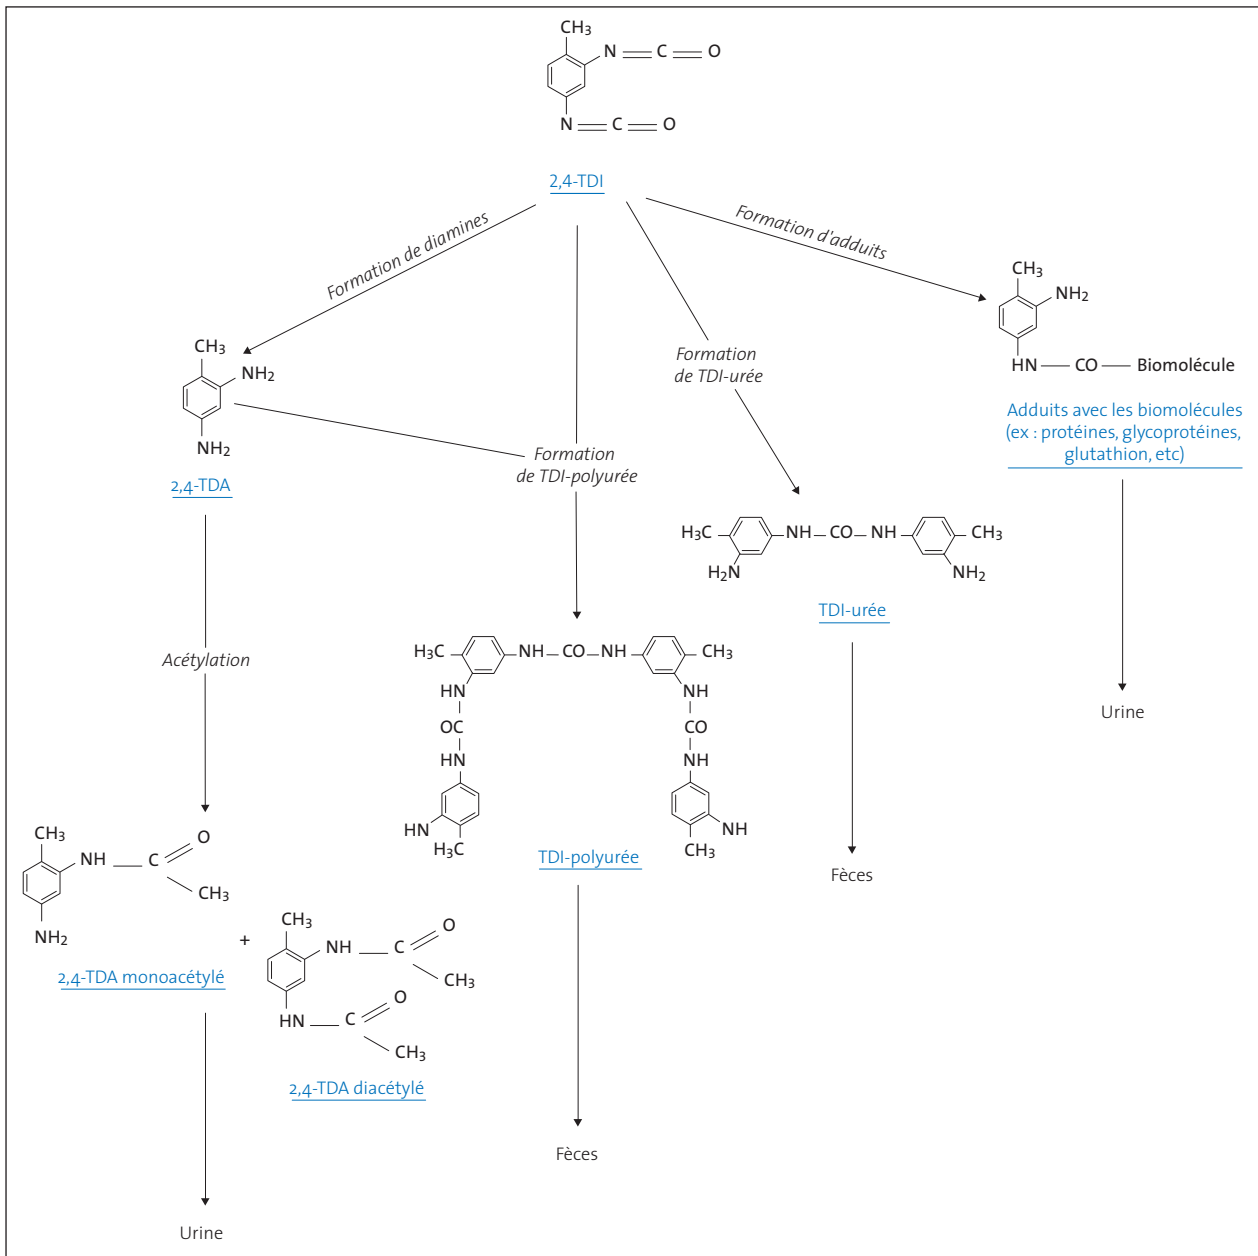 CH3
N = C = O
N = C = O
2,4-TDI
Formation de diamines
Formation d'adduits
CH3
NH2
HN — CO — Biomolécule
Adduits avec les biomolécules
(ex : protéines, glycoprotéines,
glutathion, etc)
Formation
de TDI-urée
CH3
NH2
NH2
2,4-TDA
Formation
de TDI-polyurée
H3C NH — CO — NH CH3
H2N NH2
TDI-urée
H3C NH — CO — NH CH3
HN NH
OC CO
HN NH
HN NH
H3C CH3
TDI-polyurée
Acétylation
Urine
Fèces
CH3
NH — C = O
CH3
NH2
+
2,4-TDA monoacétylé
CH3
NH — C = O
CH3
HN — C = O
CH3
2,4-TDA diacétylé
Fèces
Urine